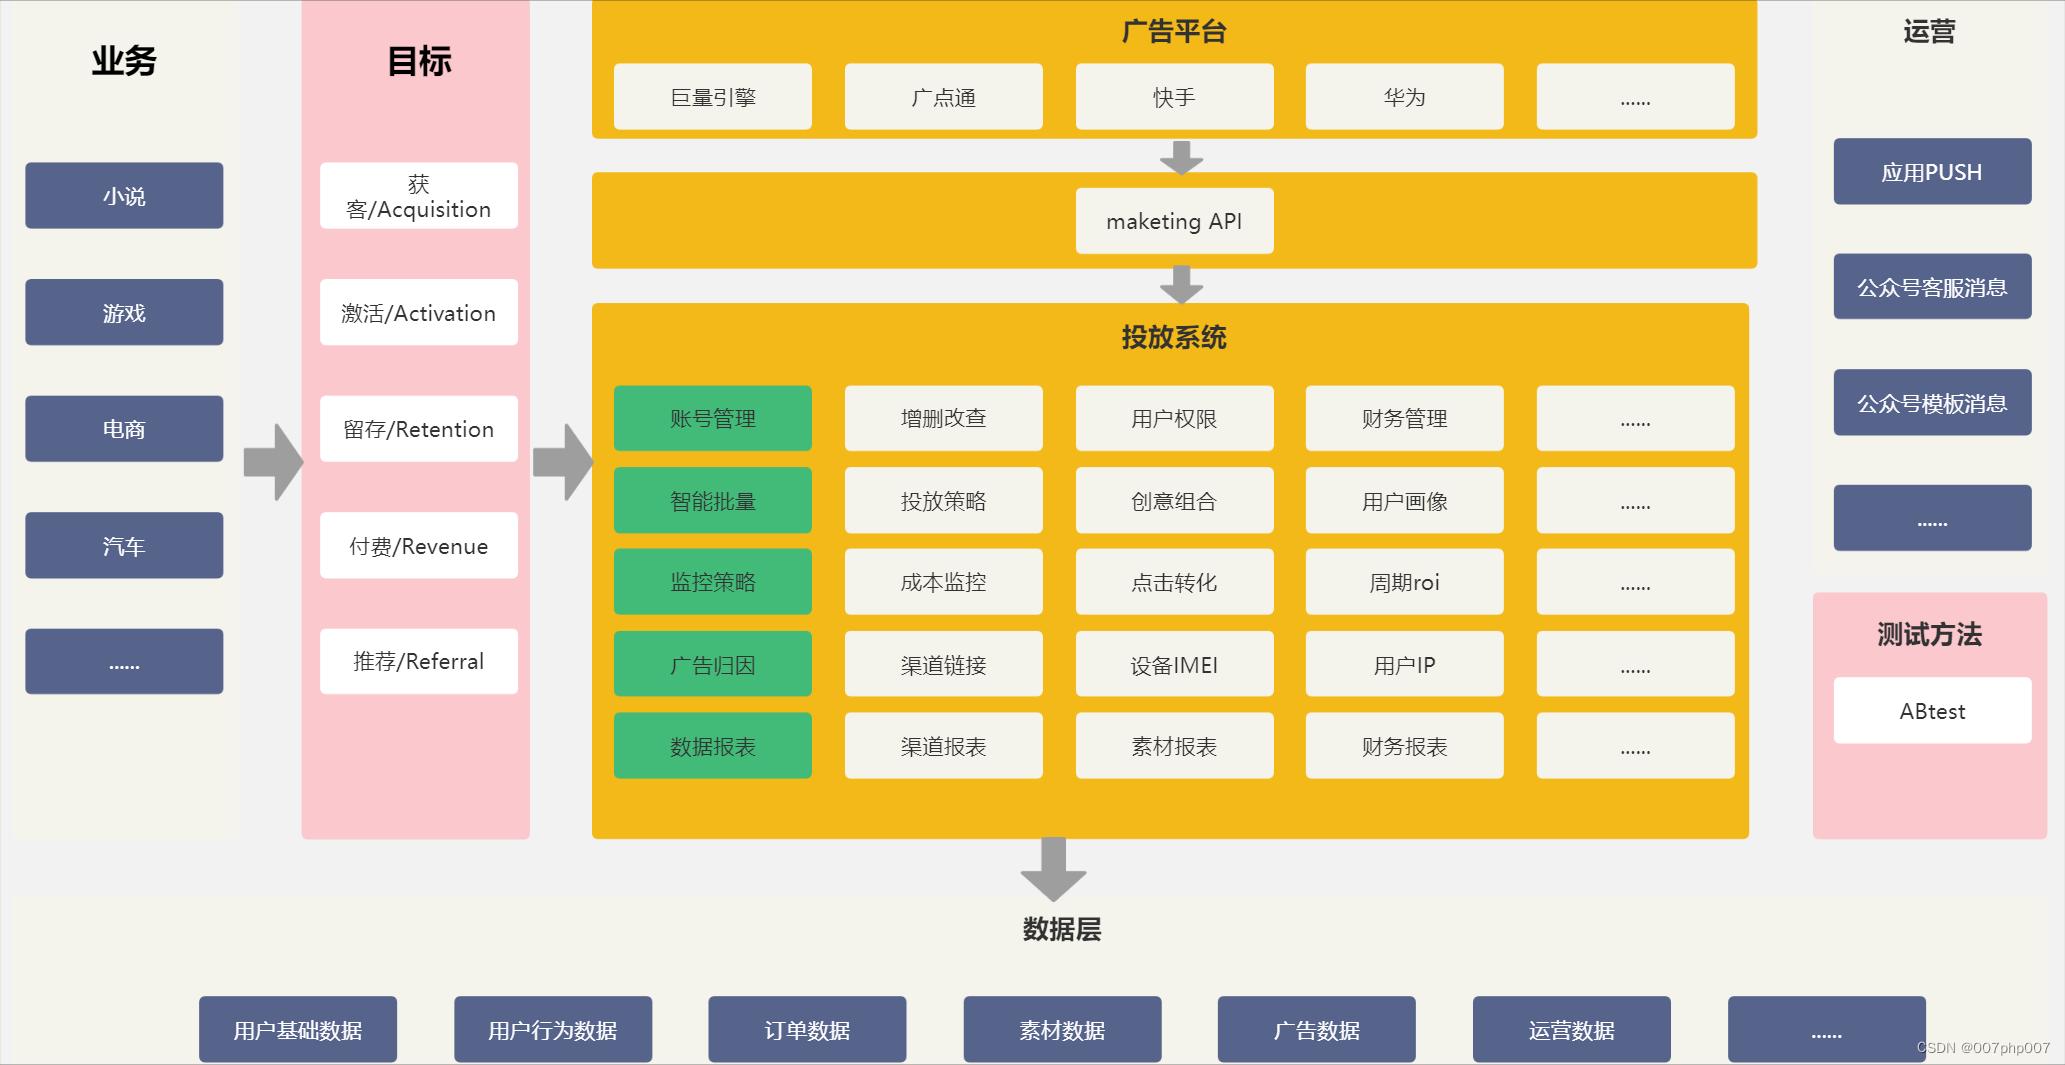 业务
小说
游戏
电商
汽车
......
目标
获
客/Acquisition
激活/Activation
留存/Retention
付费/Revenue
推荐/Referral
广告平台
巨量引擎
广点通
快手
华为
......
maketing API
投放系统
账号管理
增删改查
用户权限
财务管理
......
智能批量
投放策略
创意组合
用户画像
......
监控策略
成本监控
点击转化
周期roi
......
广告归因
渠道链接
设备IMEI
用户IP
......
数据报表
渠道报表
素材报表
财务报表
......
运营
应用PUSH
公众号客服消息
公众号模板消息
......
测试方法
ABtest
数据层
用户基础数据
用户行为数据
订单数据
素材数据
广告数据
运营数据
......
CSDN @007php007